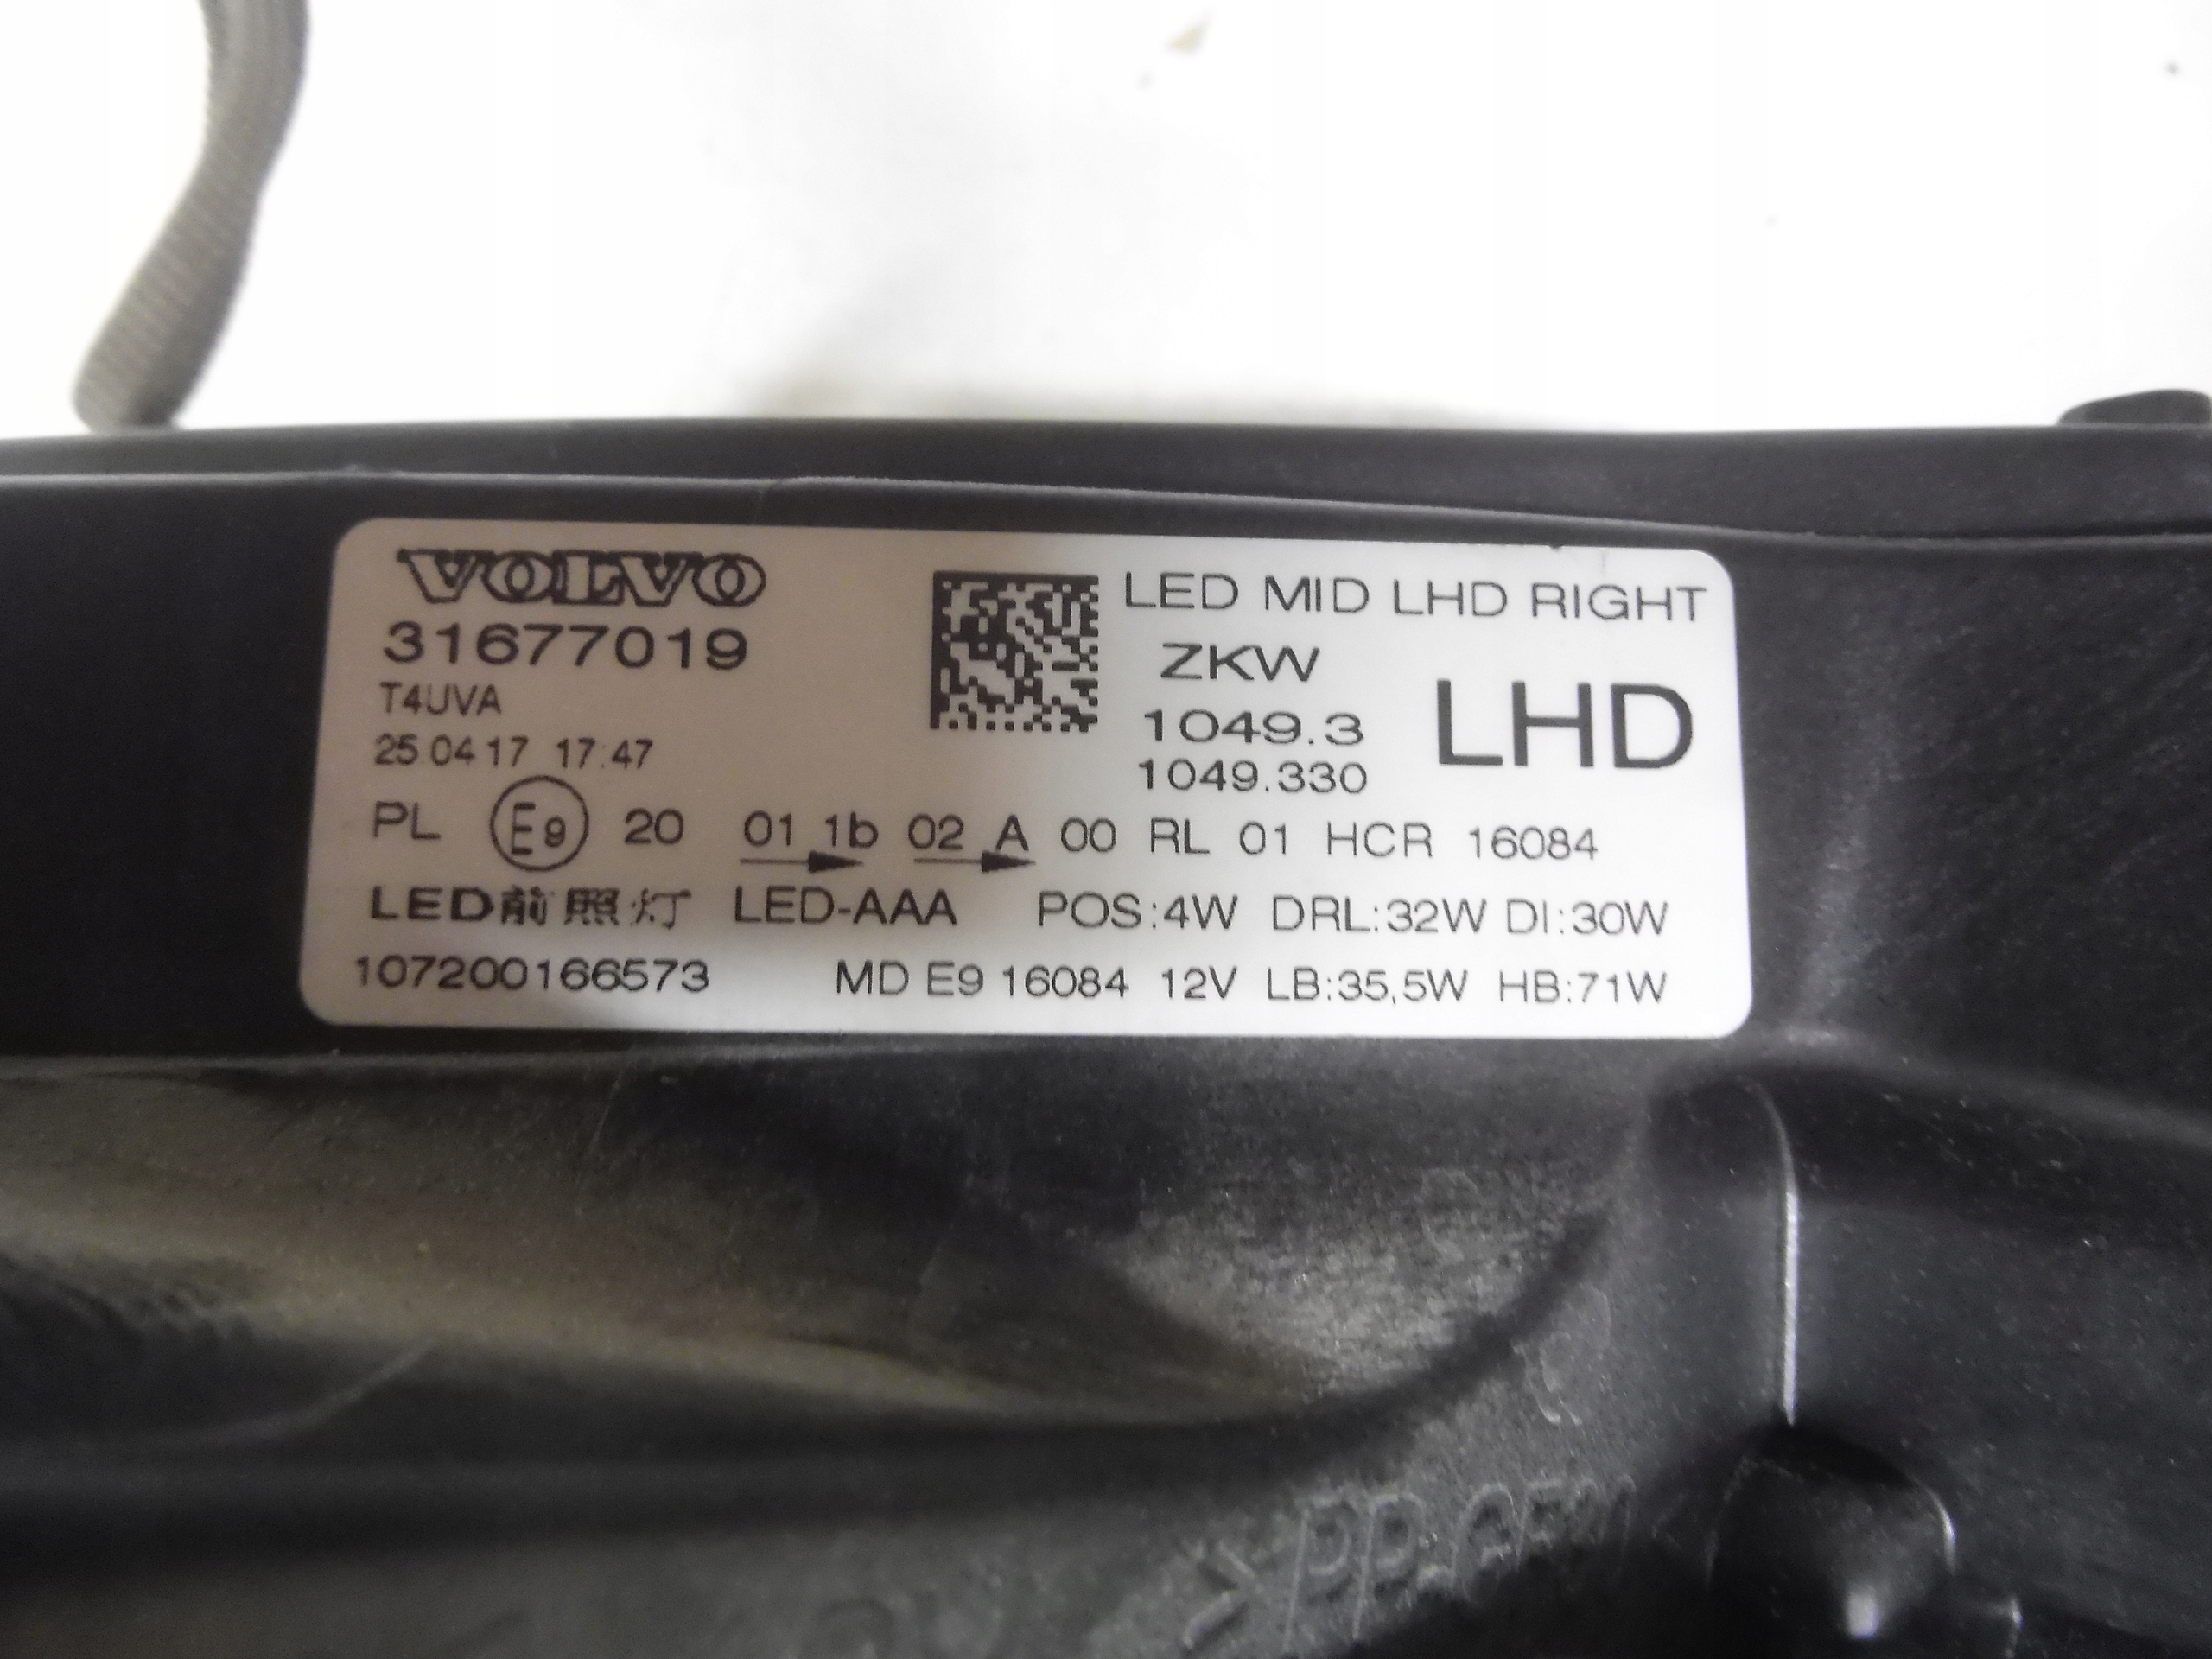 VOLVO
31677019
T4UVA
25.04.17 17:47
LED MID LHD RIGHT
ZKW
1049.3
1049.330
LHD
PL E9 20 01 1b 02 A 00 RL 01 HCR 16084
LED前照灯 LED-AAA POS:4W DRL:32W DI:30W
107200166573 MD E9 16084 12V LB:35,5W HB:71W